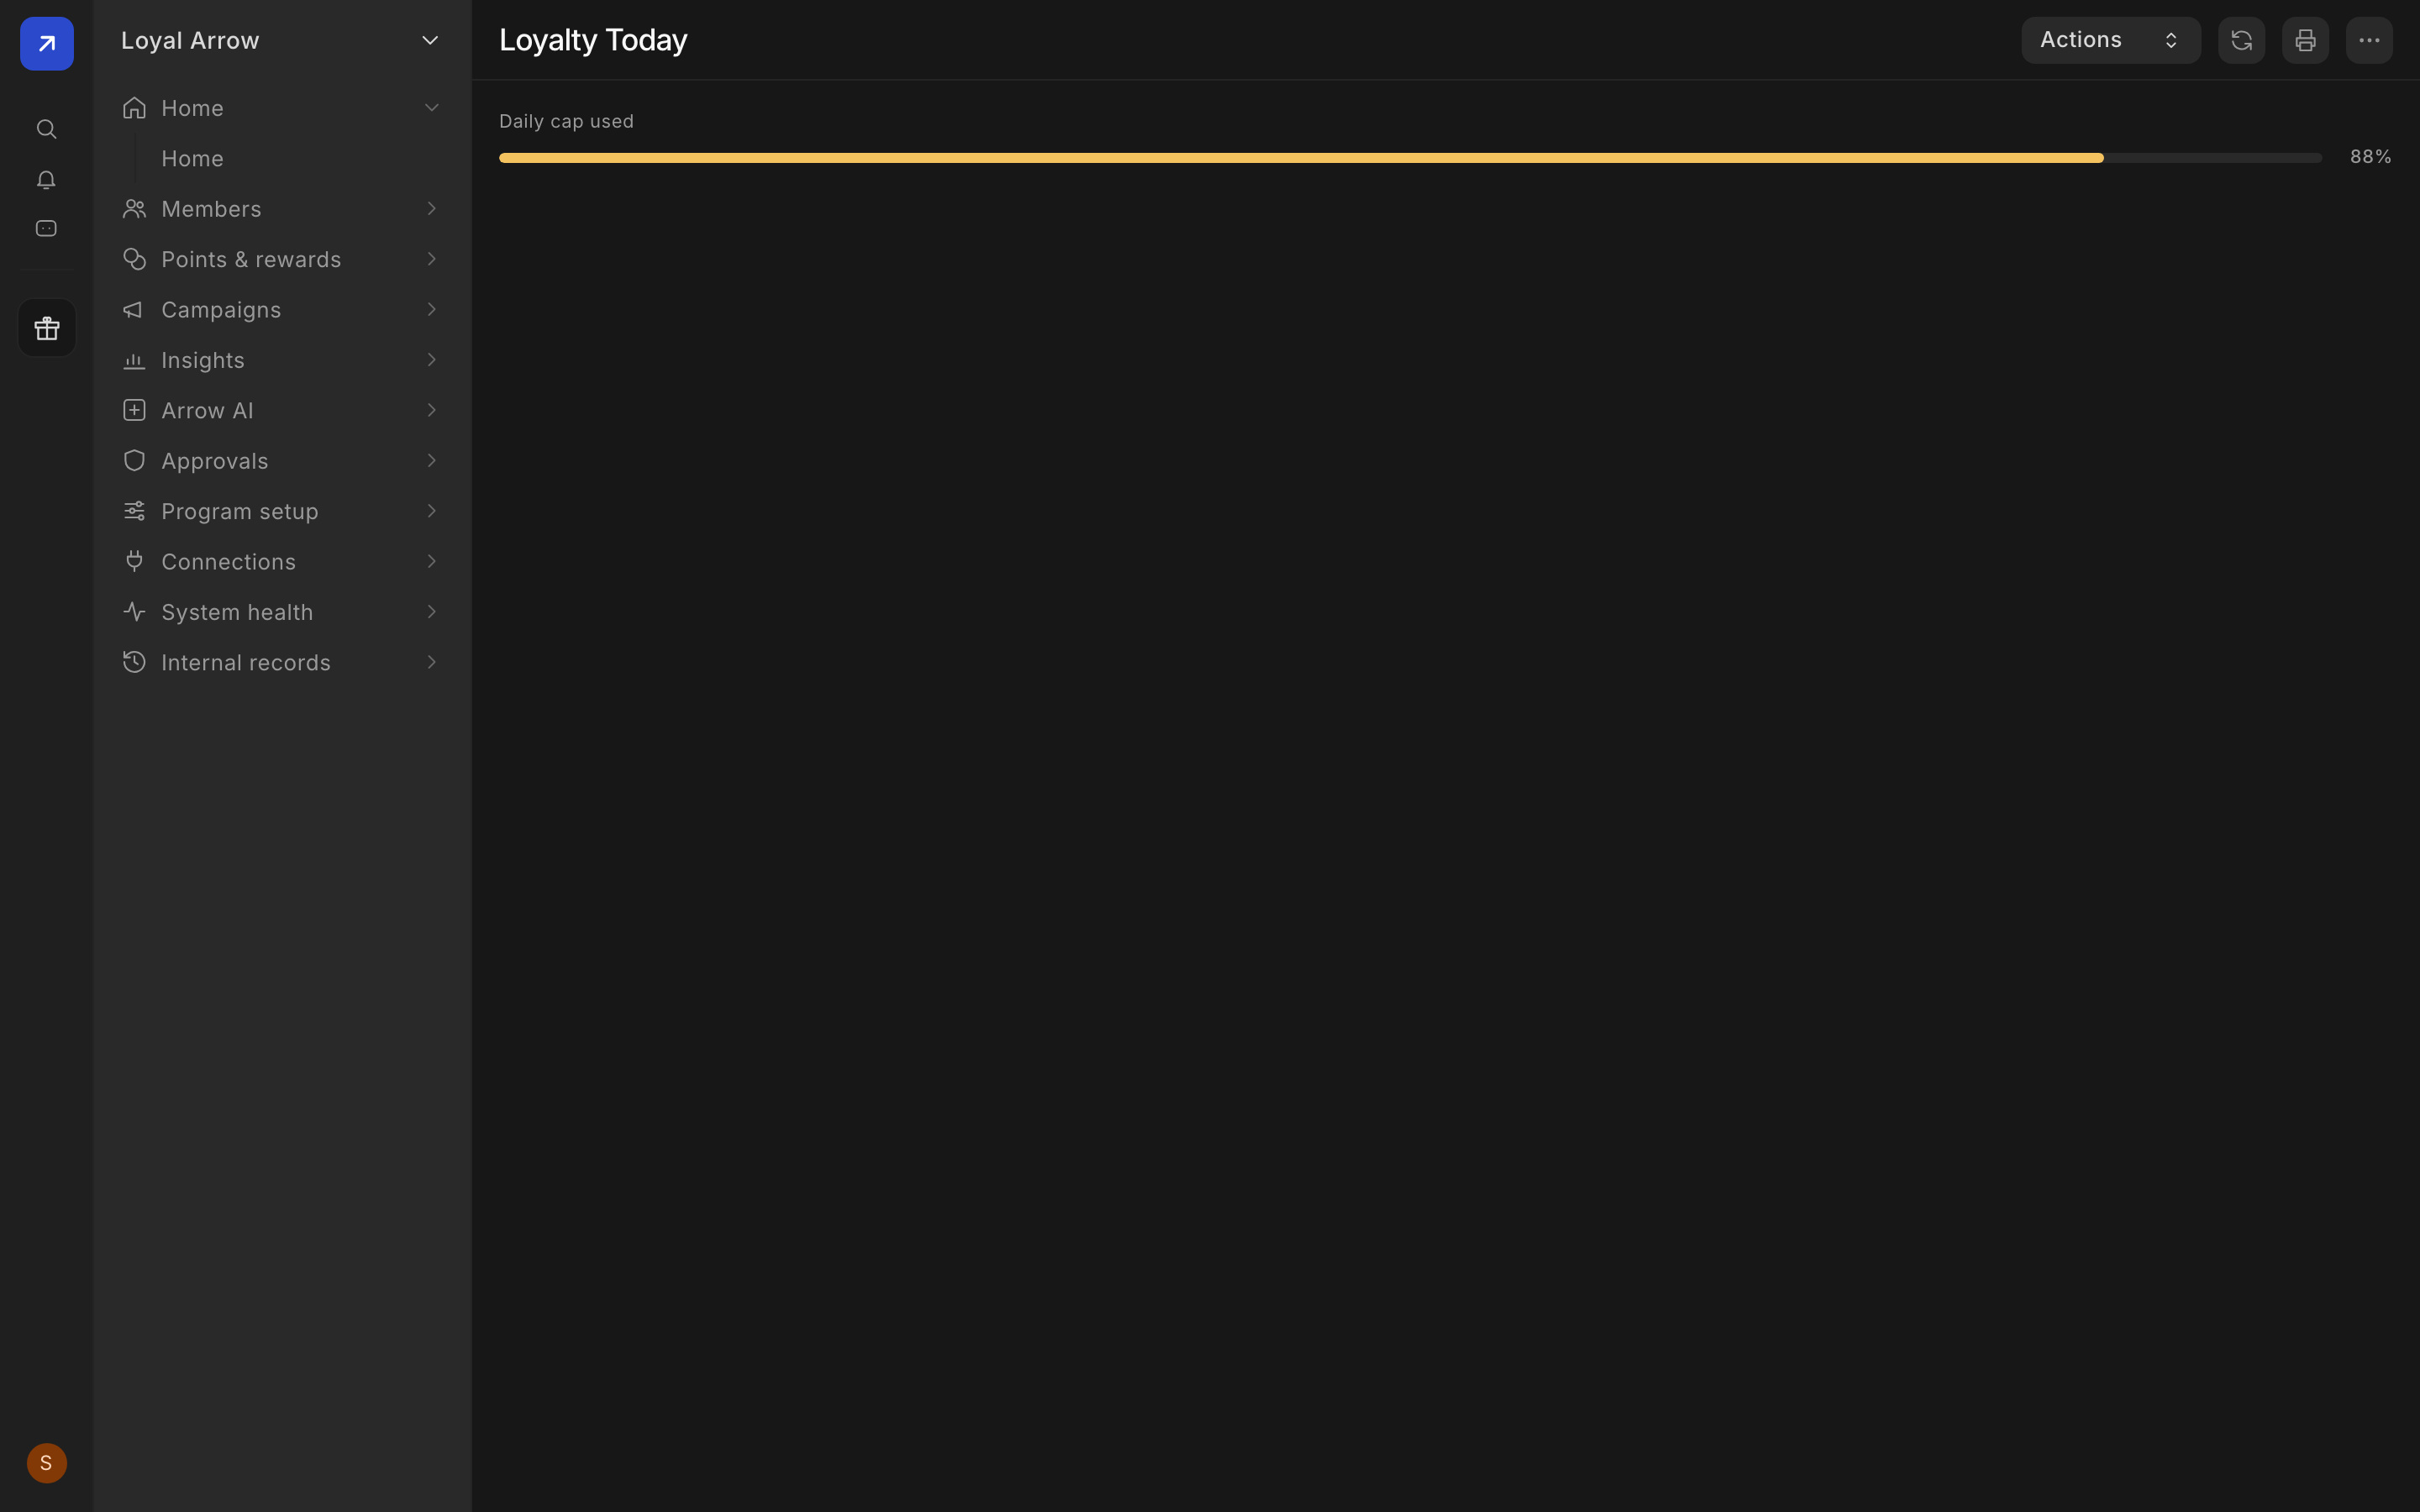 Loyal Arrow
Home
Home
Members
Points & rewards
Campaigns
Insights
Arrow AI
Approvals
Program setup
Connections
System health
Internal records
S
Loyalty Today
Actions
Daily cap used
88%